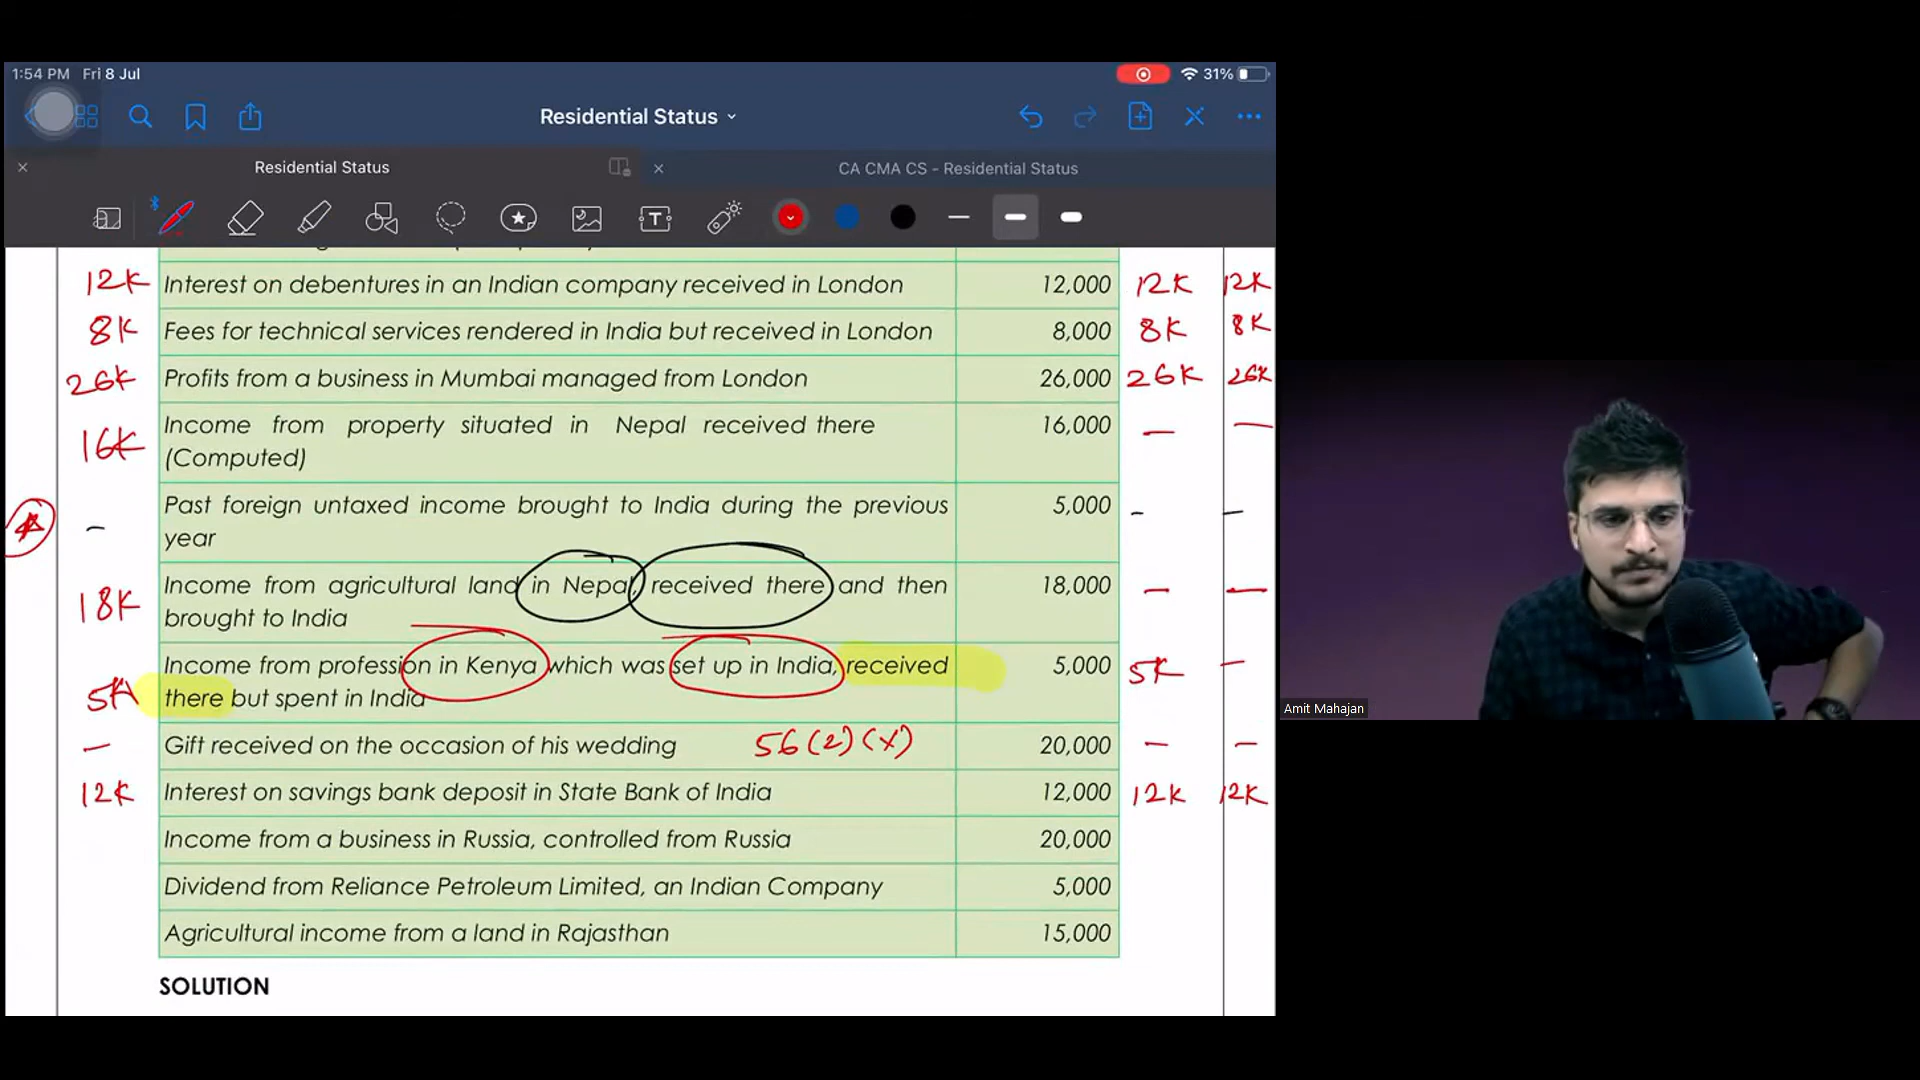 1:54 PM Fri 8 Jul 31%
Residential Status
Residential Status CA CMA CS - Residential Status
12K Interest on debentures in an Indian company received in London 12,000 12K 12K
8K Fees for technical services rendered in India but received in London 8,000 8K 8K
26K Profits from a business in Mumbai managed from London 26,000 26K 26K
16K Income from property situated in Nepal received there 16,000 — —
(Computed)
- Past foreign untaxed income brought to India during the previous 5,000 - -
year
18K Income from agricultural land in Nepal, received there and then 18,000 — —
brought to India
Income from profession in Kenya which was set up in India, received 5,000 5K —
5K there but spent in India
— Gift received on the occasion of his wedding 56(2)(x) 20,000 — —
12K Interest on savings bank deposit in State Bank of India 12,000 12K 12K
Income from a business in Russia, controlled from Russia 20,000
Dividend from Reliance Petroleum Limited, an Indian Company 5,000
Agricultural income from a land in Rajasthan 15,000
SOLUTION
Amit Mahajan